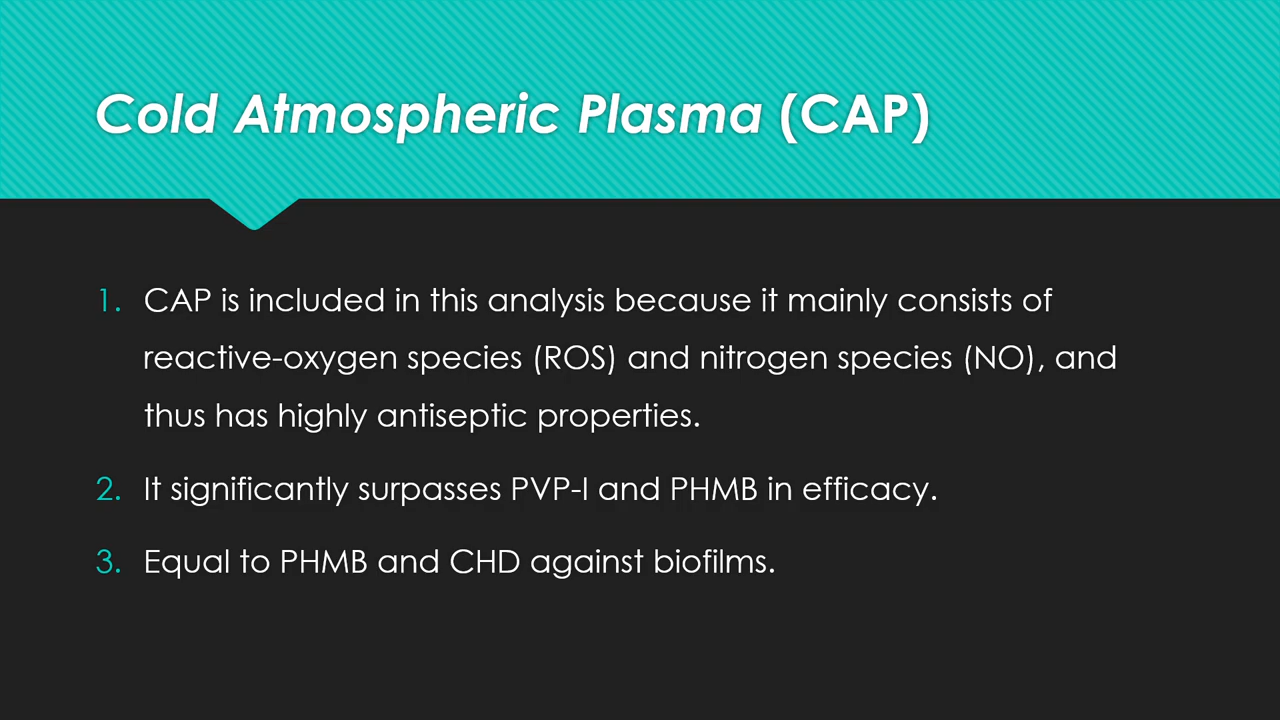 Cold Atmospheric Plasma (CAP)
1. CAP is included in this analysis because it mainly consists of
reactive-oxygen species (ROS) and nitrogen species (NO), and
thus has highly antiseptic properties.
2. It significantly surpasses PVP-I and PHMB in efficacy.
3. Equal to PHMB and CHD against biofilms.